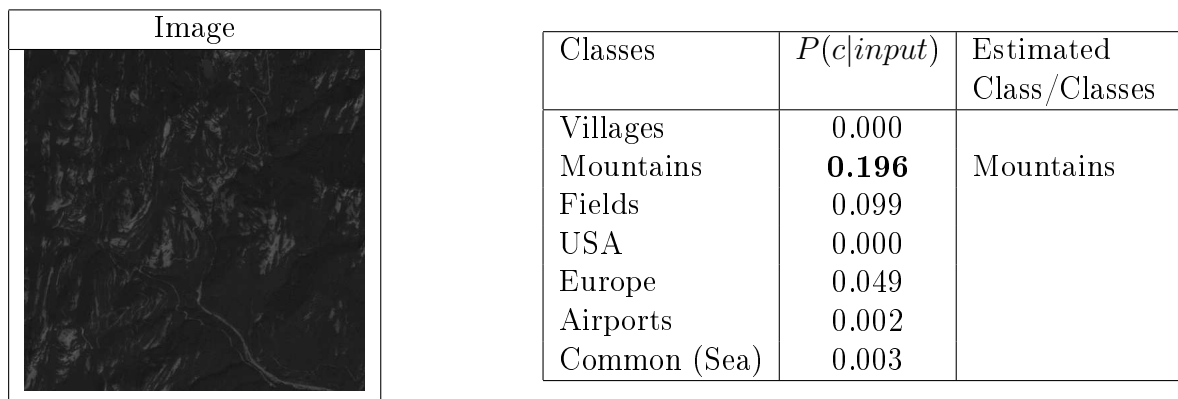 Image
Classes P(c|input) Estimated
Class/Classes
Villages 0.000
Mountains 0.196 Mountains
Fields 0.099
USA 0.000
Europe 0.049
Airports 0.002
Common (Sea) 0.003